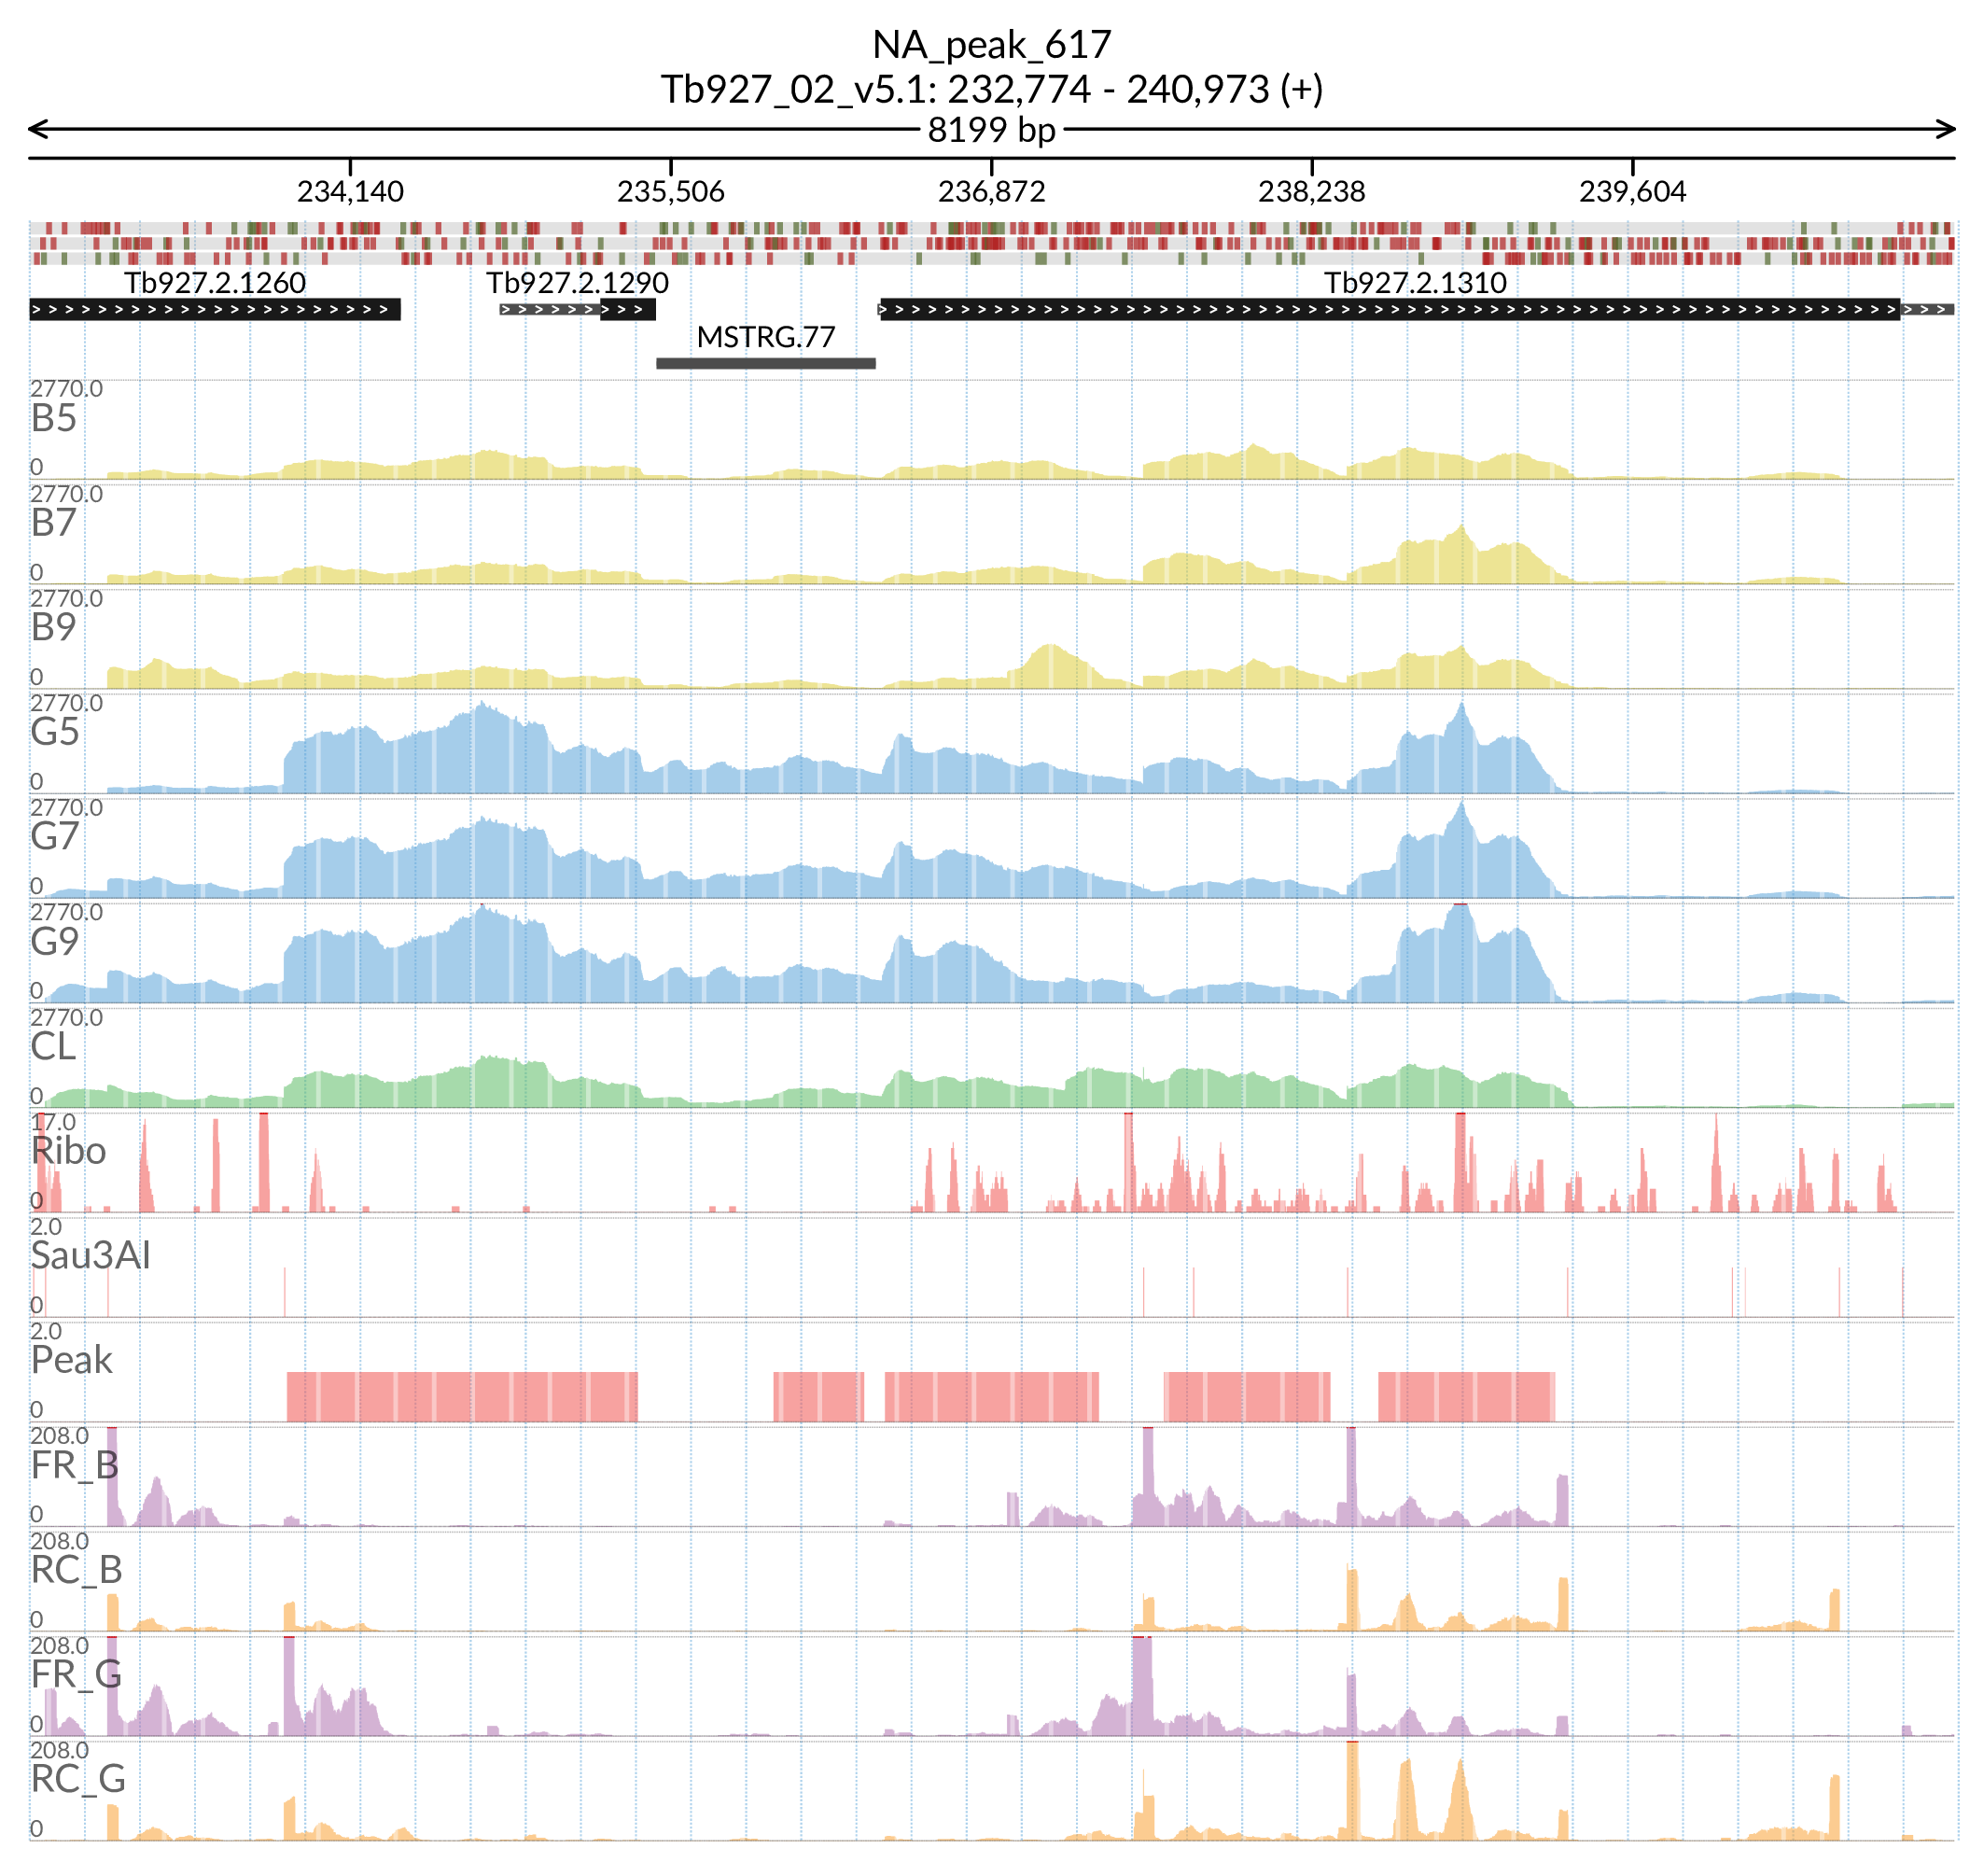 NA_peak_617
Tb927_02_v5.1: 232,774 - 240,973 (+)
8199 bp
234,140 235,506 236,872 238,238 239,604
Tb927.2.1260 Tb927.2.1290 Tb927.2.1310
MSTRG.77
2770.0
B5
0
2770.0
B7
0
2770.0
B9
0
2770.0
G5
0
2770.0
G7
0
2770.0
G9
0
2770.0
CL
0
17.0
Ribo
0
2.0
Sau3AI
0
2.0
Peak
0
208.0
FR_B
0
208.0
RC_B
0
208.0
FR_G
0
208.0
RC_G
0